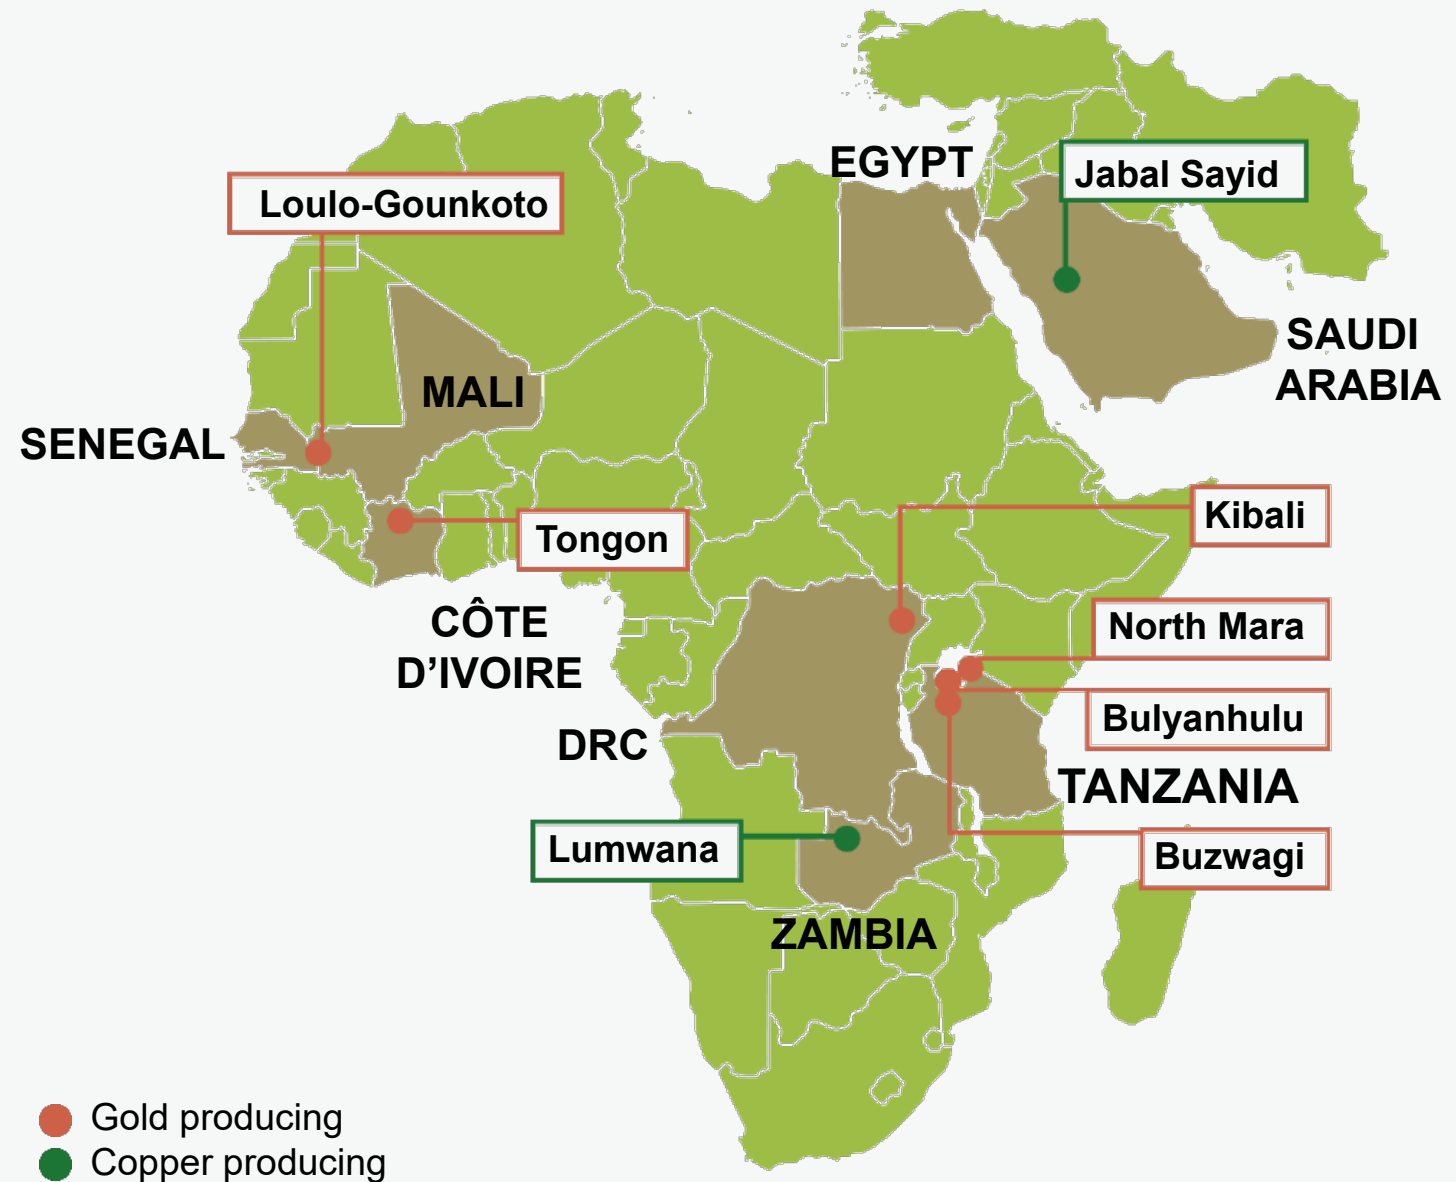 EGYPT
Jabal Sayid
Loulo-Gounkoto
SAUDI
ARABIA
MALI
SENEGAL
Kibali
Tongon
CÔTE
D’IVOIRE
North Mara
Bulyanhulu
DRC
TANZANIA
Lumwana
Buzwagi
ZAMBIA
Gold producing
Copper producing